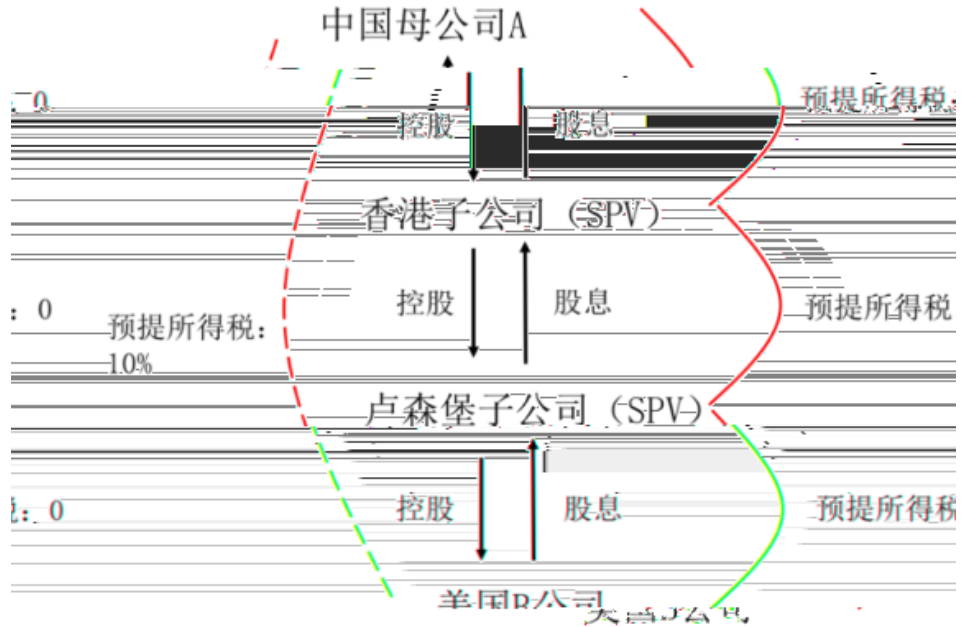 中国母公司A
: 0
控股
股息
预提所得税:
香港子公司（SPV）
: 0
预提所得税:
10%
控股
股息
预提所得税
卢森堡子公司（SPV）
: 0
控股
股息
预提所得税
美国B公司